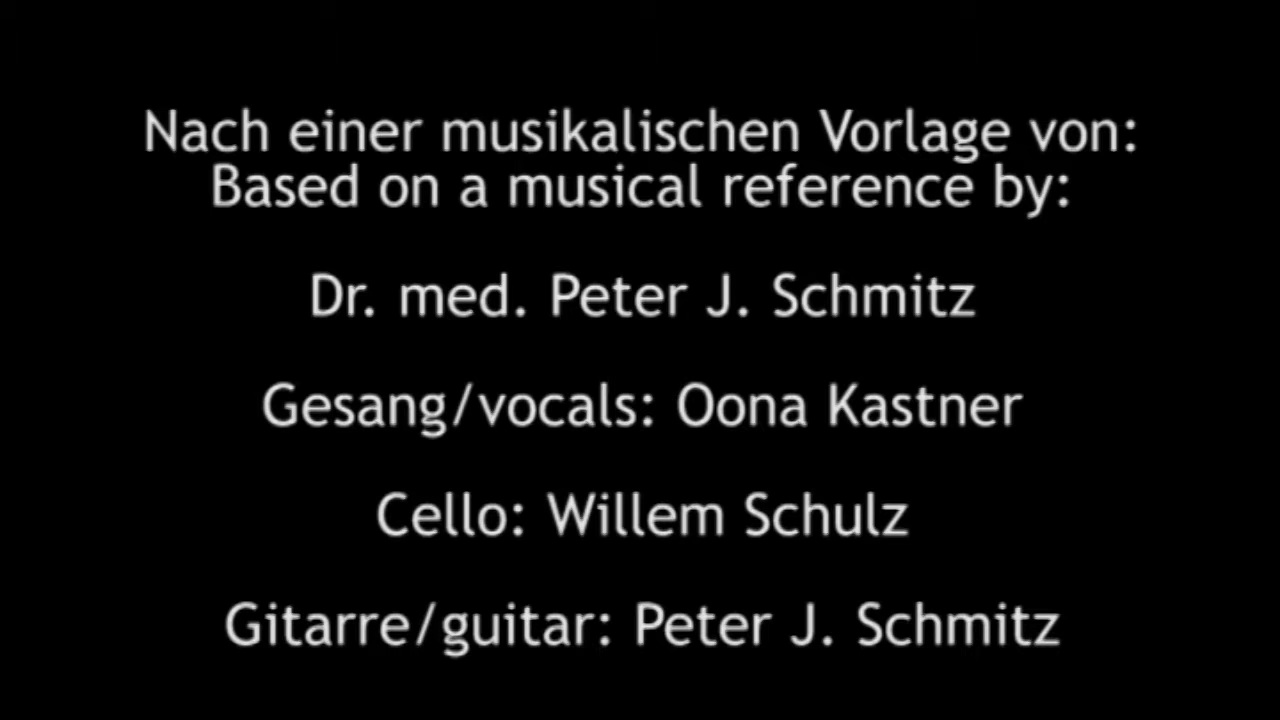 Nach einer musikalischen Vorlage von:
Based on a musical reference by:
Dr. med. Peter J. Schmitz
Gesang/vocals: Oona Kastner
Cello: Willem Schulz
Gitarre/guitar: Peter J. Schmitz